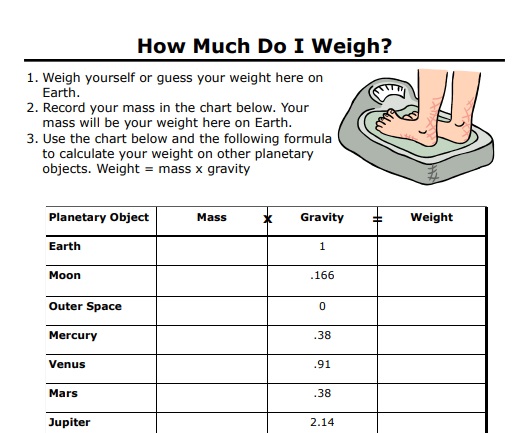 How Much Do I Weigh?
1. Weigh yourself or guess your weight here on
Earth.
2. Record your mass in the chart below. Your
mass will be your weight here on Earth.
3. Use the chart below and the following formula
to calculate your weight on other planetary
objects. Weight = mass x gravity
Planetary Object Mass x Gravity = Weight
Earth 1
Moon .166
Outer Space 0
Mercury .38
Venus .91
Mars .38
Jupiter 2.14